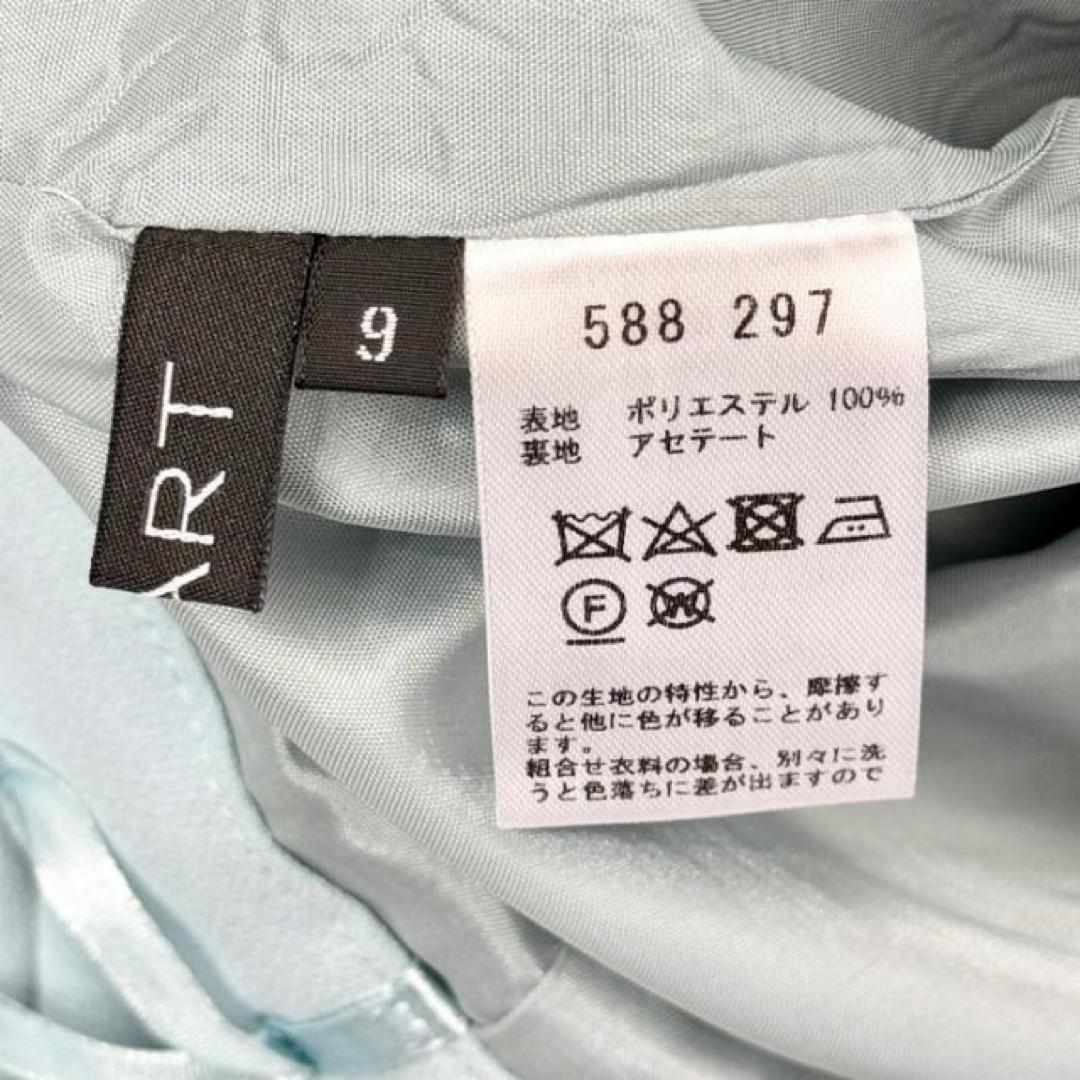 ART
9
588 297
表地 ポリエステル 100%
裏地 アセテート
F
W
この生地の特性から、摩擦す
ると他に色が移ることがあり
ます。
組合せ衣料の場合、別々に洗
うと色落ちに差が出ますので